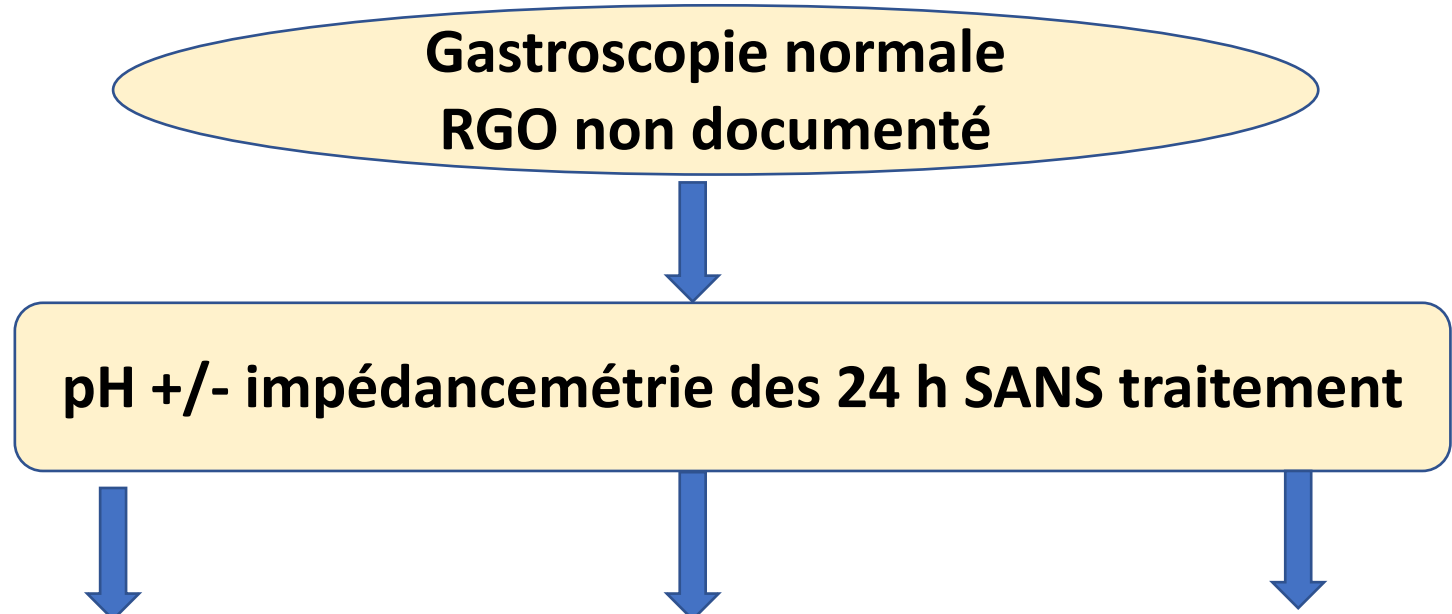 Gastroscopie normale
RGO non documenté
pH +/- impédancemétrie des 24 h SANS traitement